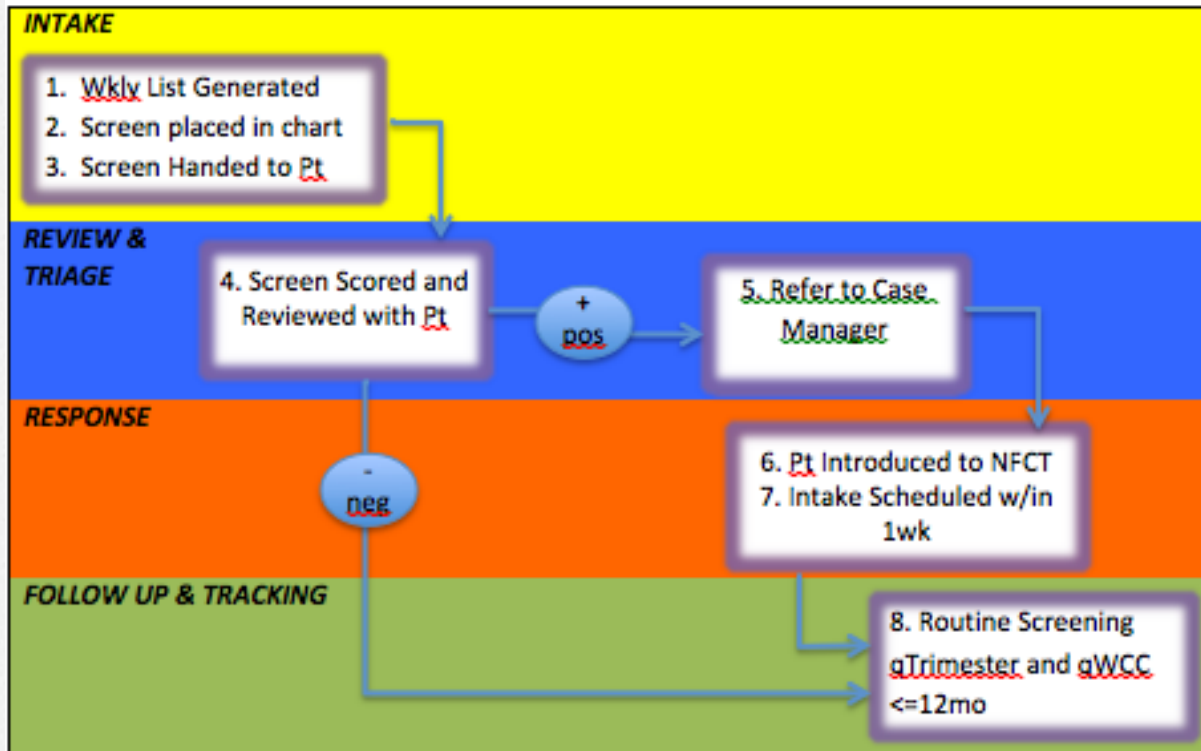 INTAKE
1. Wkly List Generated
2. Screen placed in chart
3. Screen Handed to Pt
REVIEW &
TRIAGE
4. Screen Scored and
Reviewed with Pt
+
pos
5. Refer to Case
Manager
RESPONSE
-
neg
6. Pt Introduced to NFCT
7. Intake Scheduled w/in
1wk
FOLLOW UP & TRACKING
8. Routine Screening
qTrimester and qWCC
<=12mo